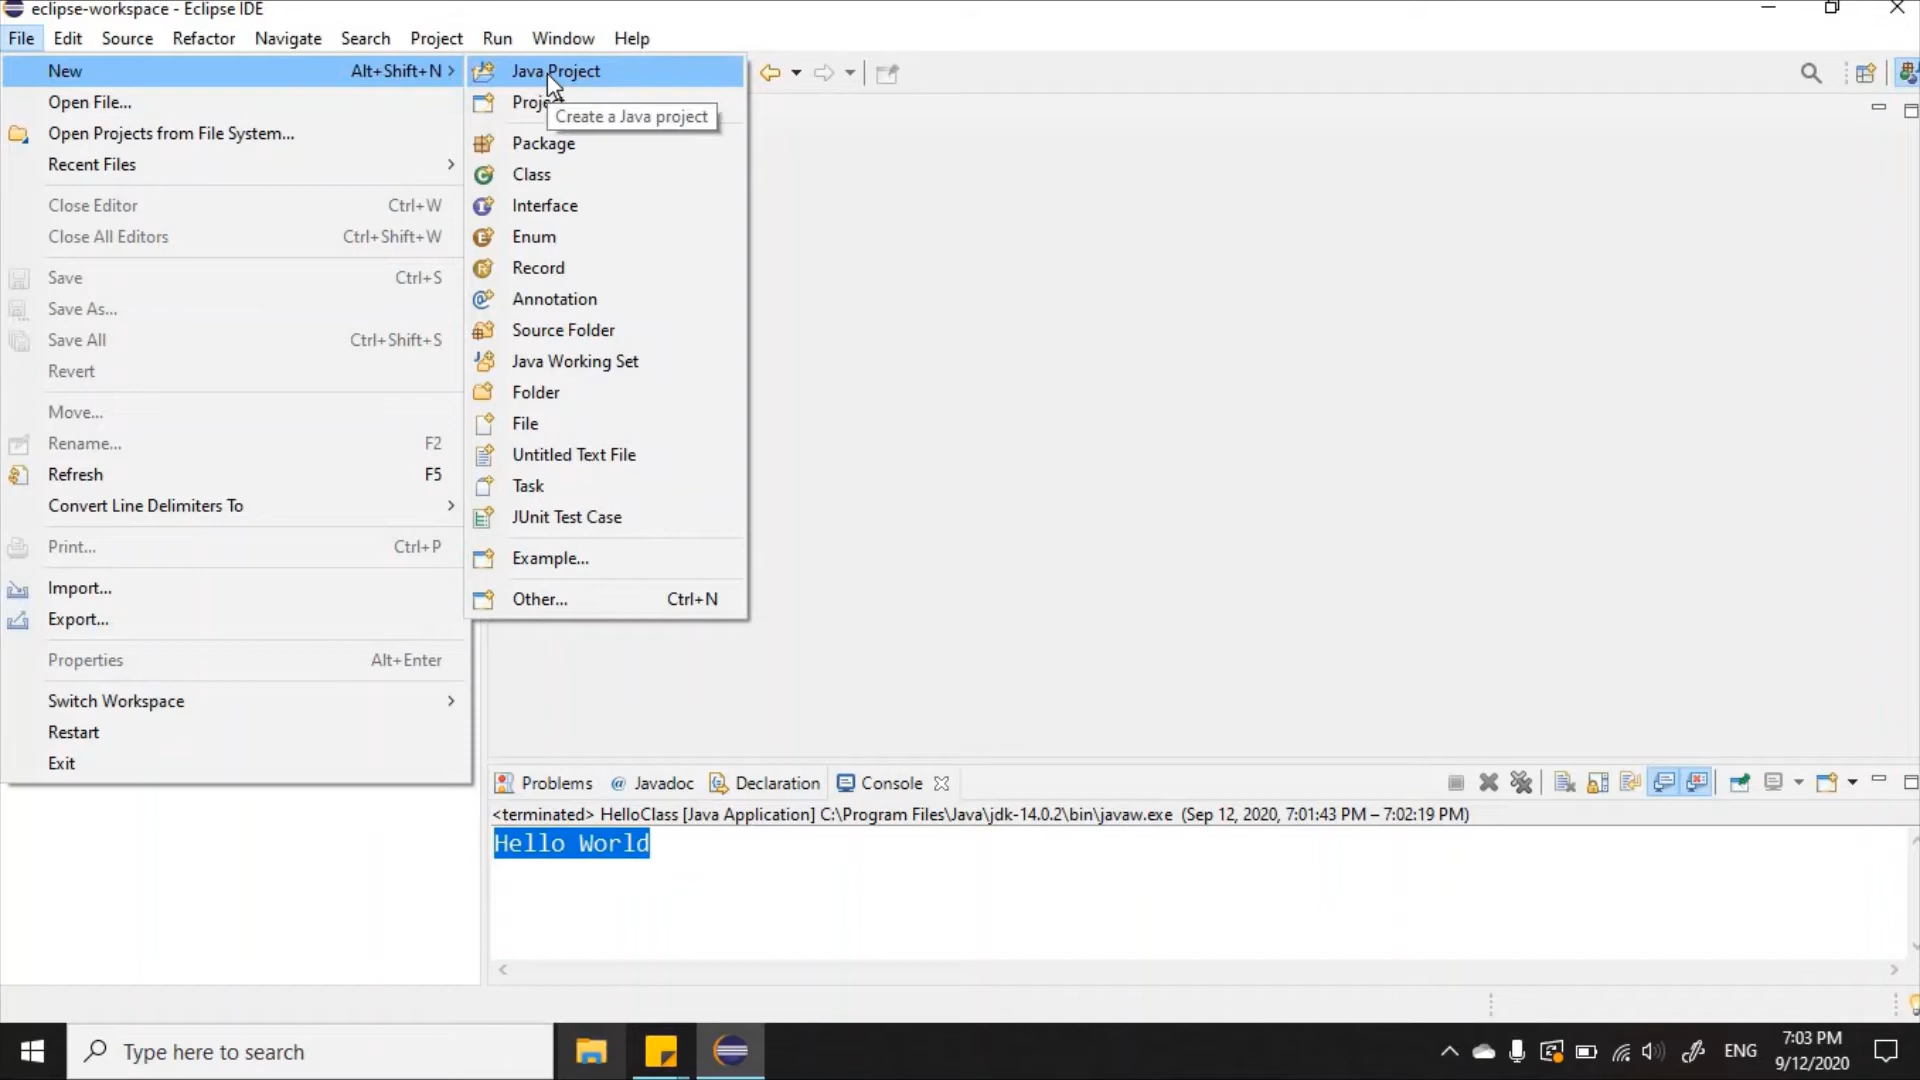 eclipse-workspace - Eclipse IDE
File Edit Source Refactor Navigate Search Project Run Window Help
New Alt+Shift+N
Open File...
Open Projects from File System...
Recent Files
Close Editor Ctrl+W
Close All Editors Ctrl+Shift+W
Save Ctrl+S
Save As...
Save All Ctrl+Shift+S
Revert
Move...
Rename... F2
Refresh F5
Convert Line Delimiters To
Print... Ctrl+P
Import...
Export...
Properties Alt+Enter
Switch Workspace
Restart
Exit
Java Project
Create a Java project
Package
Class
Interface
Enum
Record
Annotation
Source Folder
Java Working Set
Folder
File
Untitled Text File
Task
JUnit Test Case
Example...
Other... Ctrl+N
Problems Javadoc Declaration Console
<terminated> HelloClass [Java Application] C:\Program Files\Java\jdk-14.0.2\bin\javaw.exe (Sep 12, 2020, 7:01:43 PM – 7:02:19 PM)
Hello World
Type here to search
ENG
7:03 PM
9/12/2020